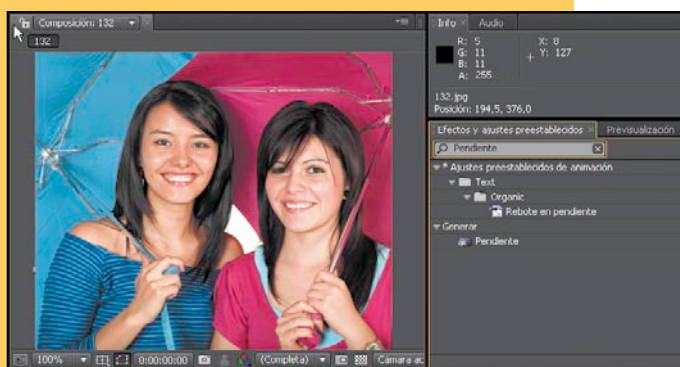 Composición: 132
132
100%
0:00:00:00
(Completa)
Cámara ac
Info
Audio
R: 5
G: 11
B: 11
A: 255
X: 8
Y: 127
132.jpg
Posición: 194,5, 376,0
Efectos y ajustes preestablecidos
Previsualización
Pendiente
* Ajustes preestablecidos de animación
Text
Organic
Rebote en pendiente
Generar
Pendiente